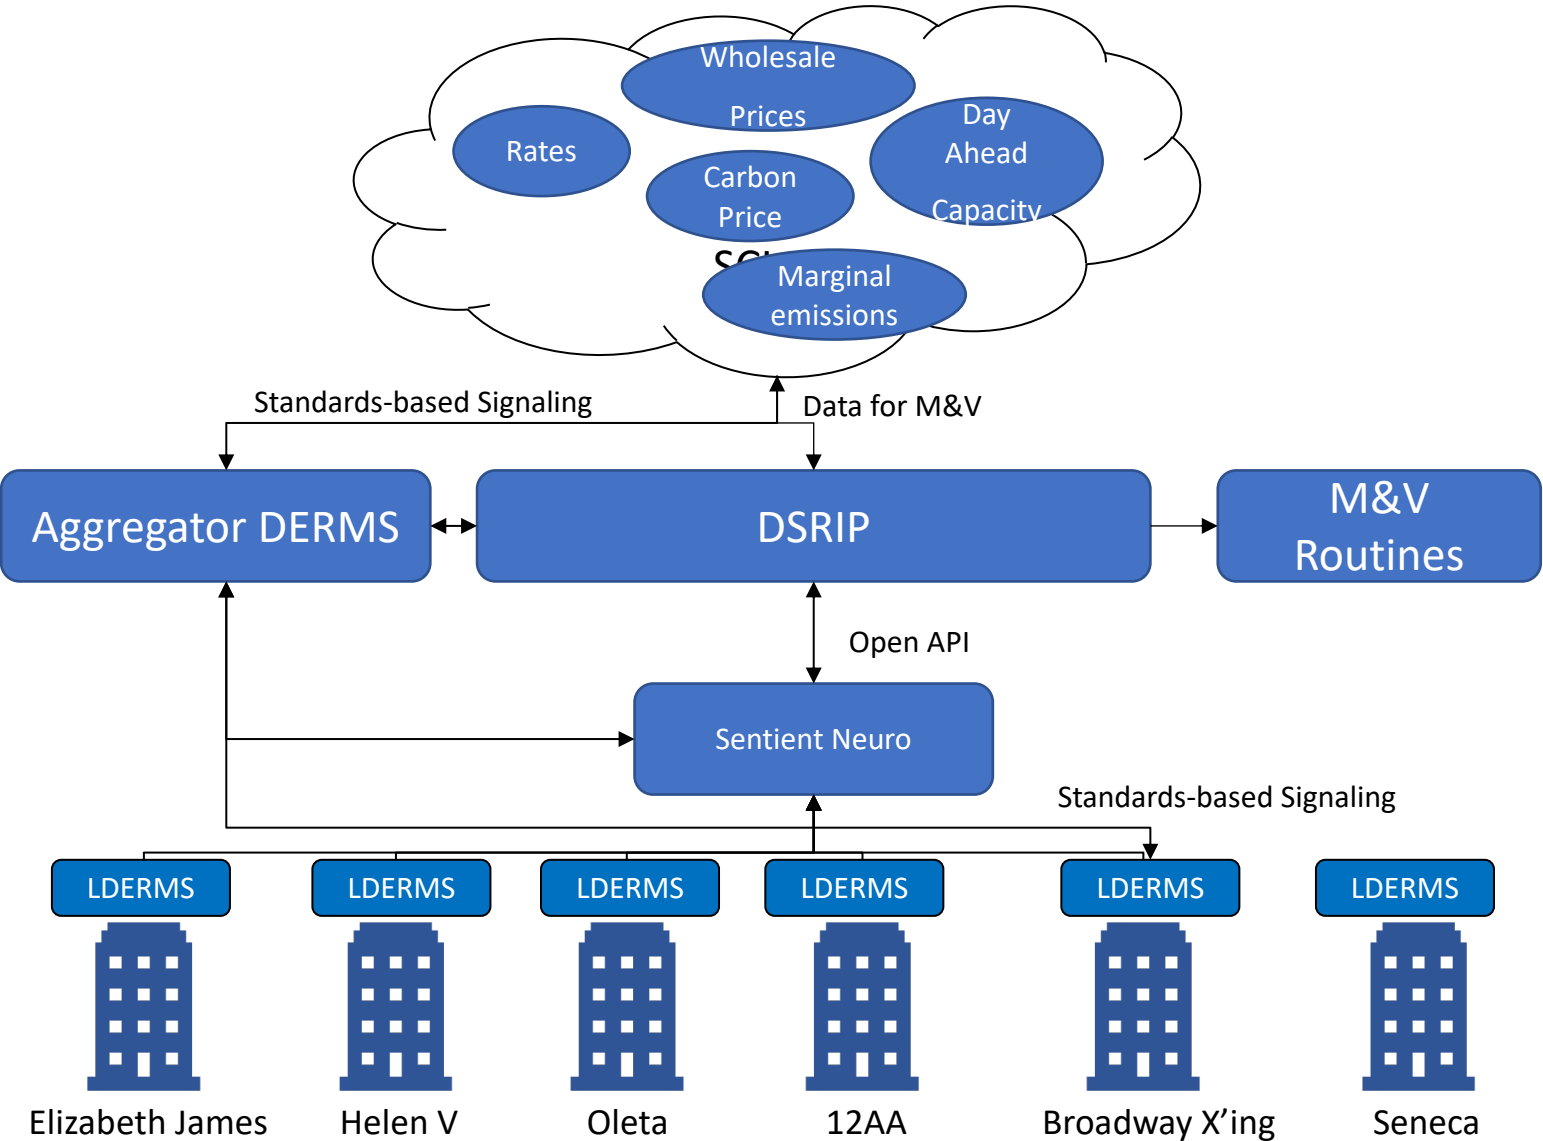 Wholesale
Prices
Rates
Day
Ahead
Capacity
Carbon
Price
Marginal
emissions
Standards-based Signaling
Data for M&V
Aggregator DERMS
DSRIP
M&V
Routines
Open API
Sentient Neuro
Standards-based Signaling
LDERMS
LDERMS
LDERMS
LDERMS
LDERMS
LDERMS
Elizabeth James
Helen V
Oleta
12AA
Broadway X’ing
Seneca